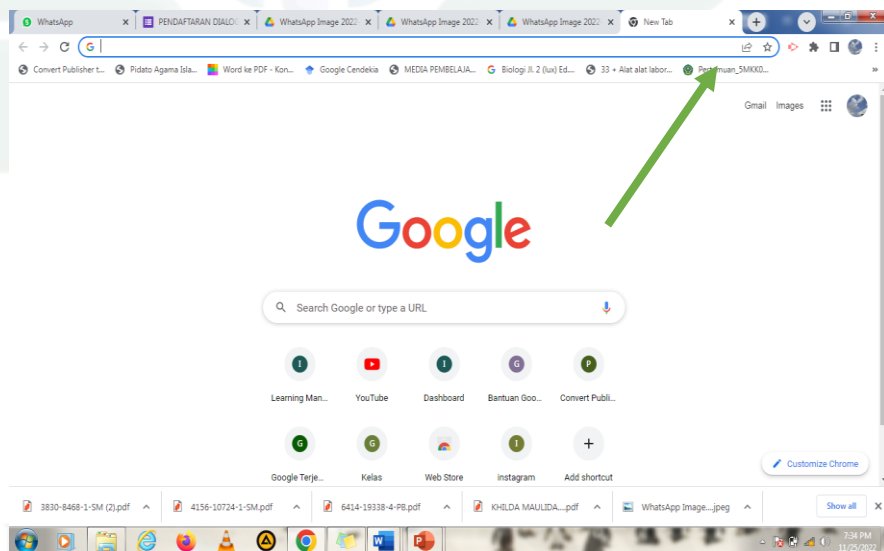 WhatsApp
PENDAFTARAN DIALOG
WhatsApp Image 2022
WhatsApp Image 2022
WhatsApp Image 2022
New Tab
Convert Publisher t...
Pidato Agama Isla...
Word ke PDF - Kon...
Google Cendekia
MEDIA PEMBELAJA...
Biologi Jl. 2 (lux) Ed....
33 + Alat alat labor...
Gmail Images
Google
Search Google or type a URL
I
I
G
P
Learning Man...
YouTube
Dashboard
Bantuan Goo...
Convert Publi...
G
G
I
Google Terje...
Kelas
Web Store
instagram
Add shortcut
Customize Chrome
3830-8468-1-SM (2).pdf
4156-10724-1-SM.pdf
6414-19338-4-PB.pdf
KHILDA MAULIDA....pdf
WhatsApp Image....jpeg
Show all
7:34 PM
11/25/2022